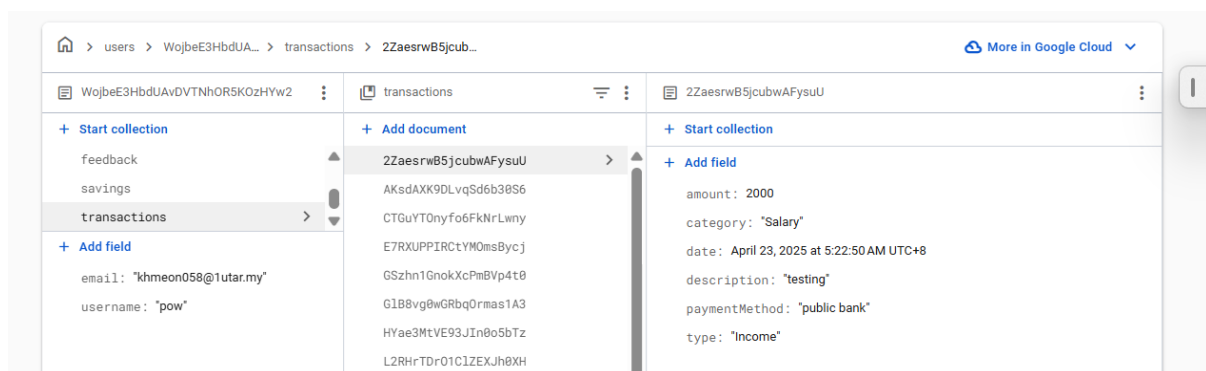 users > WojbeE3HbdUA… > transactions > 2ZaesrwB5jcub…
More in Google Cloud
WojbeE3HbdUAvDVTNhOR5KOzHYw2
+ Start collection
feedback
savings
transactions
+ Add field
email: "khmeon058@1utar.my"
username: "pow"
transactions
+ Add document
2ZaesrwB5jcubwAFysuU
AKsdAXK9DLvqSd6b30S6
CTGuYTOnyfo6FkNrLwny
E7RXUPPIRCtYMOmsBycj
GSzhn1GnokXcPmBVp4t0
GlB8vg0wGRbqOrmas1A3
HYae3MtVE93JIn0o5bTz
L2RHrTDrO1ClZEXJh0XH
2ZaesrwB5jcubwAFysuU
+ Start collection
+ Add field
amount: 2000
category: "Salary"
date: April 23, 2025 at 5:22:50 AM UTC+8
description: "testing"
paymentMethod: "public bank"
type: "Income"